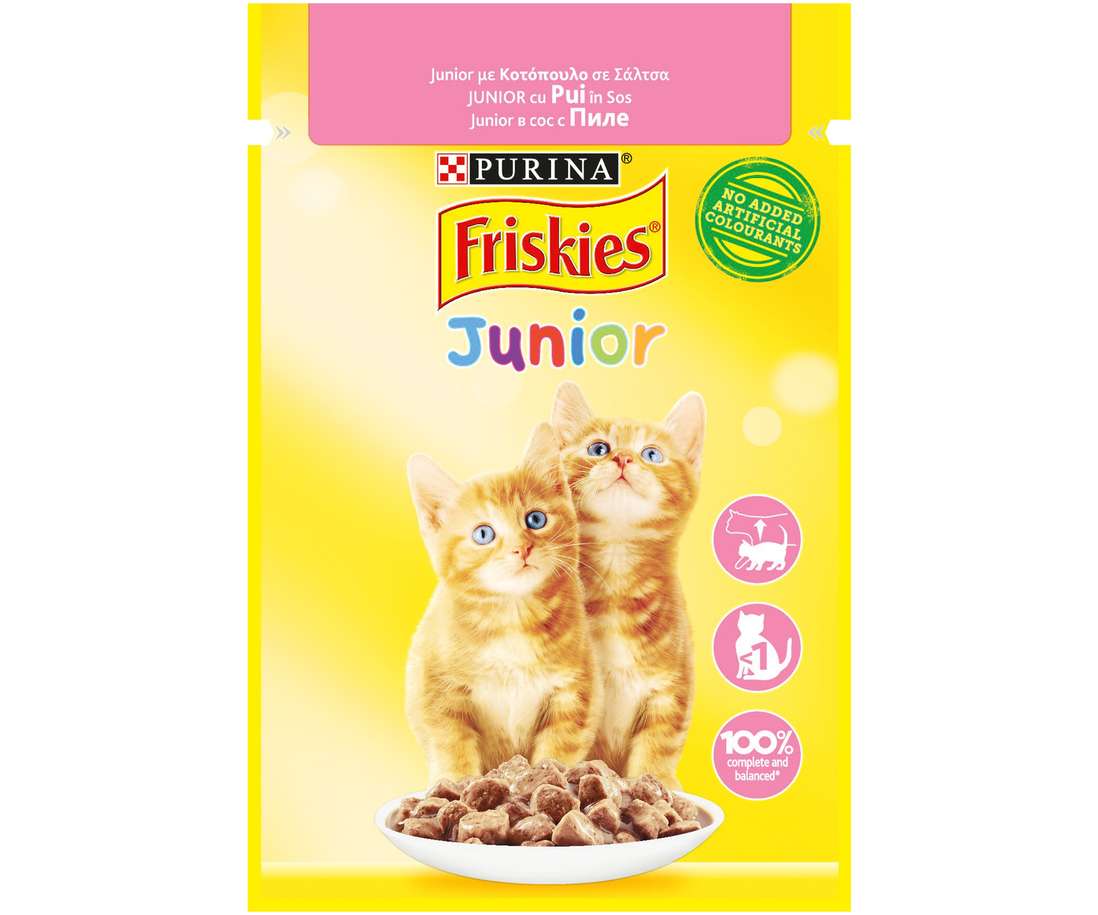 Junior με Κοτόπουλο σε Σάλτσα
JUNIOR cu Pui în Sos
Junior в сос с Пиле
PURINA®
Friskies®
Junior
NO ADDED
ARTIFICIAL
COLOURANTS
<1
100%
complete and
balanced®